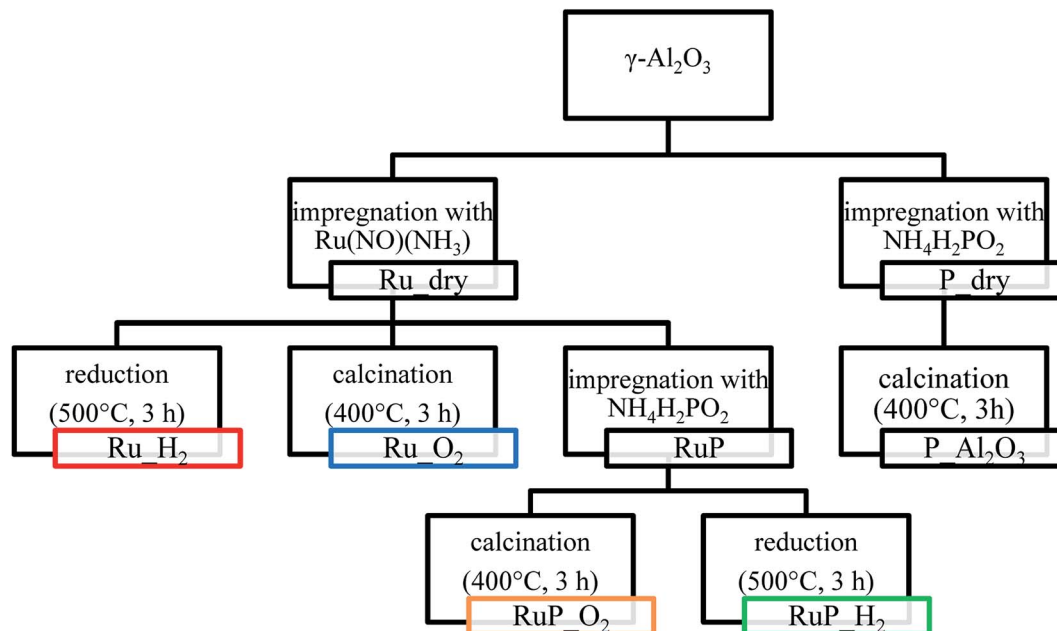 γ-Al₂O₃
impregnation with
Ru(NO)(NH₃)
Ru_dry
impregnation with
NH₄H₂PO₂
P_dry
reduction
(500°C, 3 h)
Ru_H₂
calcination
(400°C, 3 h)
Ru_O₂
impregnation with
NH₄H₂PO₂
RuP
calcination
(400°C, 3h)
P_Al₂O₃
calcination
(400°C, 3 h)
RuP_O₂
reduction
(500°C, 3 h)
RuP_H₂